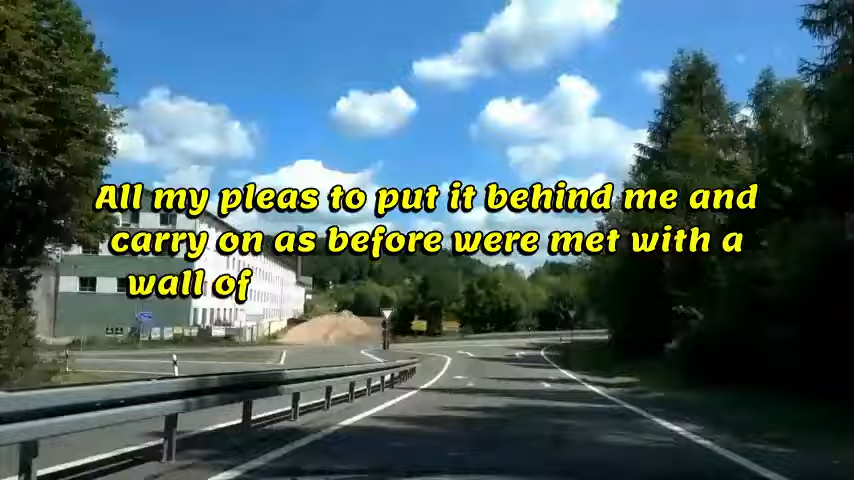 All my pleas to put it behind me and
carry on as before were met with a
wall of